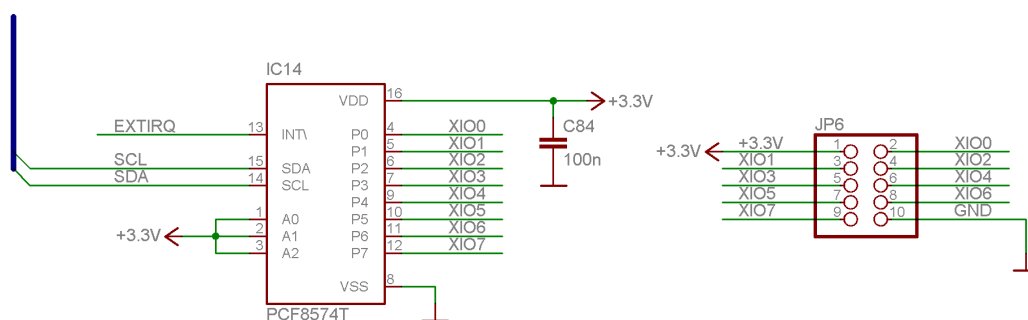 IC14
VDD 16 +3.3V
C84
100n
EXTIRQ 13 INT\ P0 4 XIO0
P1 5 XIO1
SCL 15 SDA P2 6 XIO2
SDA 14 SCL P3 7 XIO3
P4 9 XIO4
1 A0 P5 10 XIO5
+3.3V 2 A1 P6 11 XIO6
3 A2 P7 12 XIO7
VSS 8
PCF8574T
JP6
+3.3V +3.3V 1 2 XIO0
XIO1 3 4 XIO2
XIO3 5 6 XIO4
XIO5 7 8 XIO6
XIO7 9 10 GND